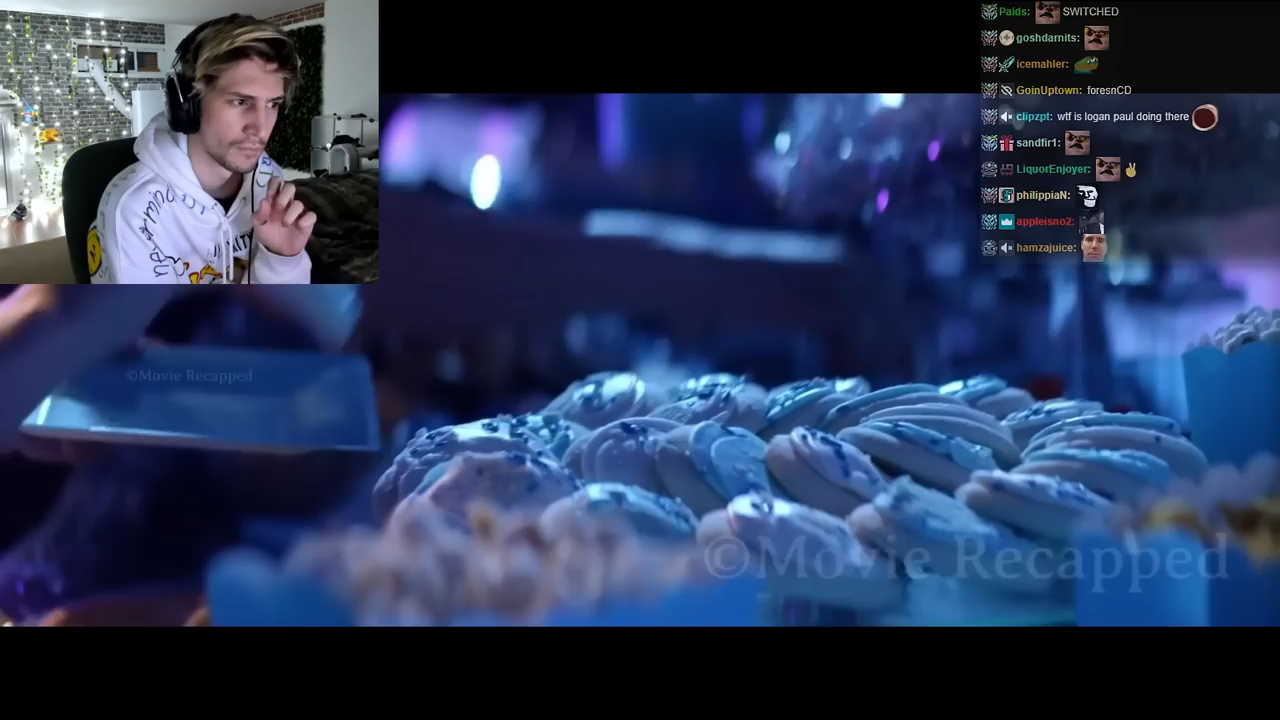 Paids: SWITCHED
goshdarnits:
icemahler:
GoinUptown: foresnCD
clipzpt: wtf is logan paul doing there
sandfir1:
LiquorEnjoyer:
philippiaN:
appleisno2:
hamzajuice:
©Movie Recapped
©Movie Recapped